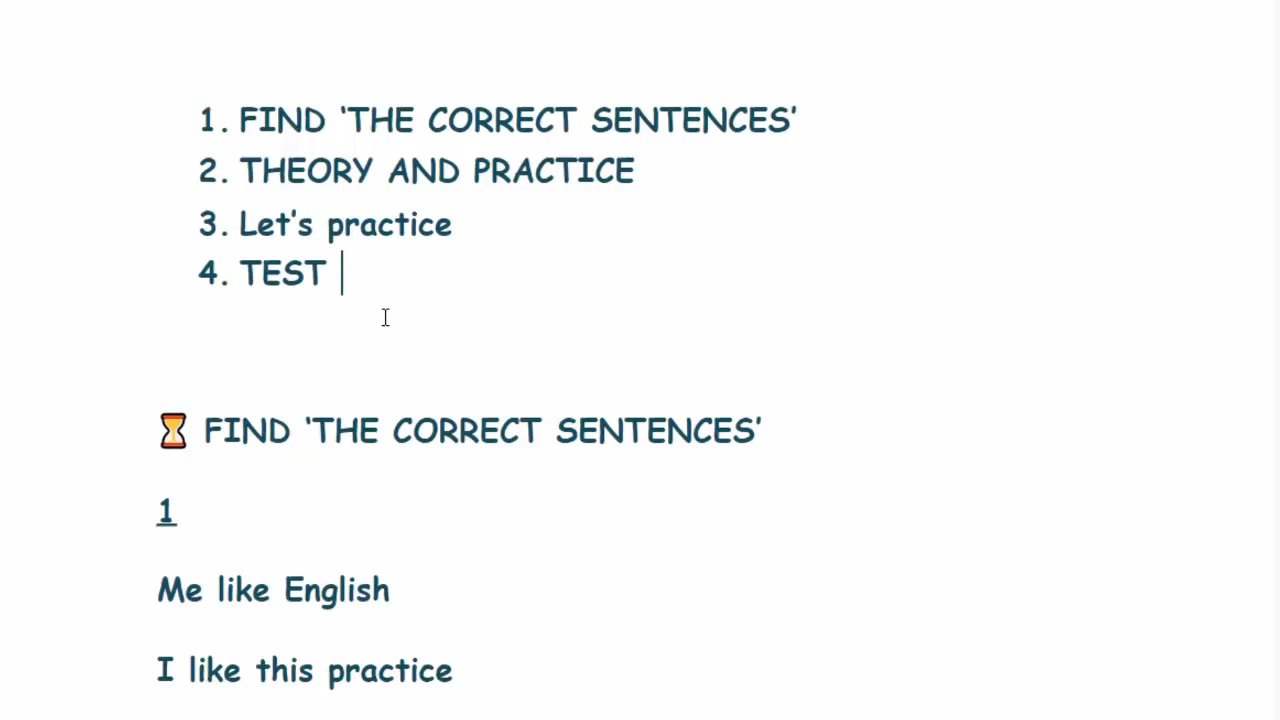 1. FIND ‘THE CORRECT SENTENCES’
2. THEORY AND PRACTICE
3. Let’s practice
4. TEST
⏳ FIND ‘THE CORRECT SENTENCES’
1
Me like English
I like this practice